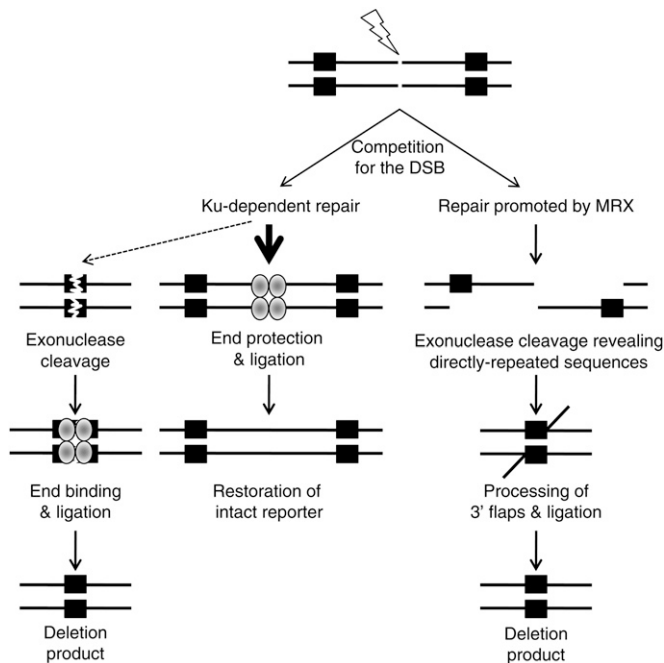 Competition
for the DSB
Ku-dependent repair
Repair promoted by MRX
Exonuclease
cleavage
End protection
& ligation
Exonuclease cleavage revealing
directly-repeated sequences
End binding
& ligation
Restoration of
intact reporter
Processing of
3' flaps & ligation
Deletion
product
Deletion
product